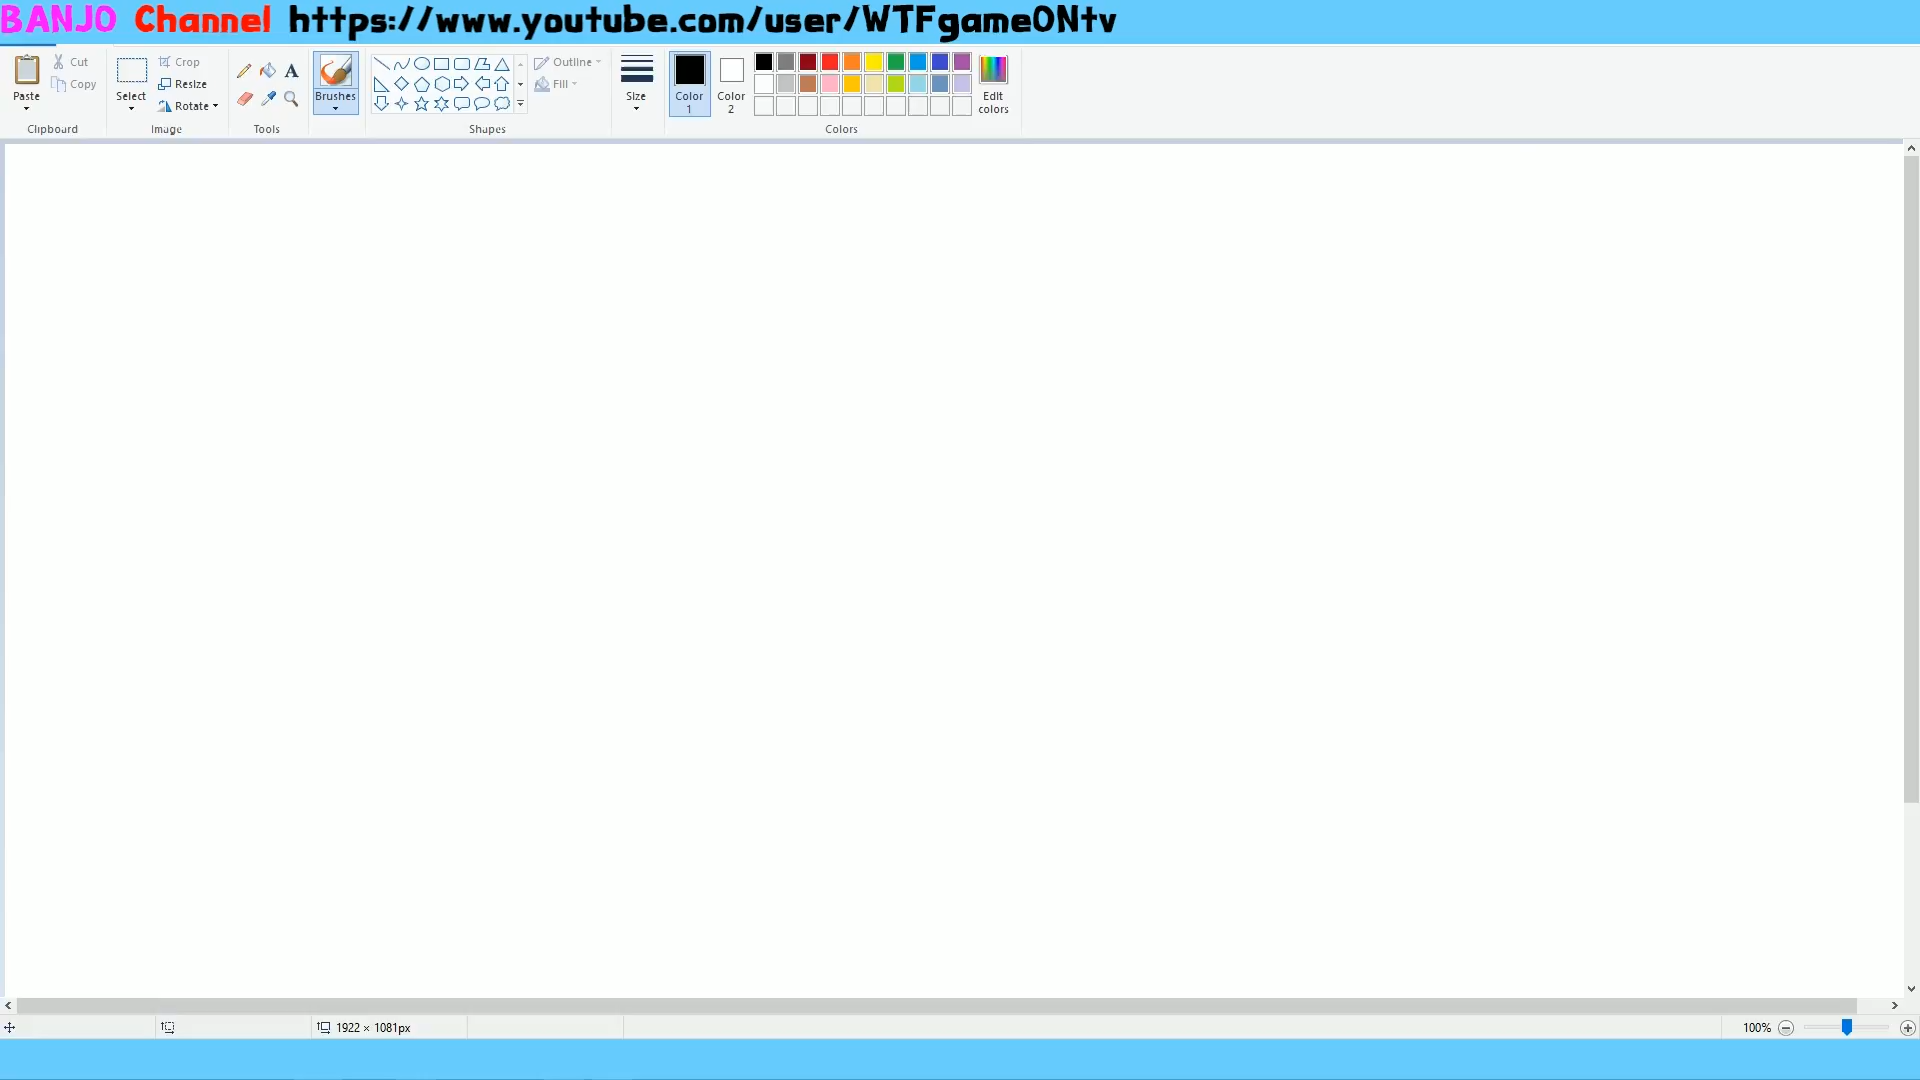 BANJO Channel https://www.youtube.com/user/WTFgameONtv
Paste
Cut
Copy
Clipboard
Select
Crop
Resize
Rotate
Image
A
Tools
Brushes
Shapes
Outline
Fill
Size
Color 1
Color 2
Edit colors
Colors
1922 × 1081px
100%